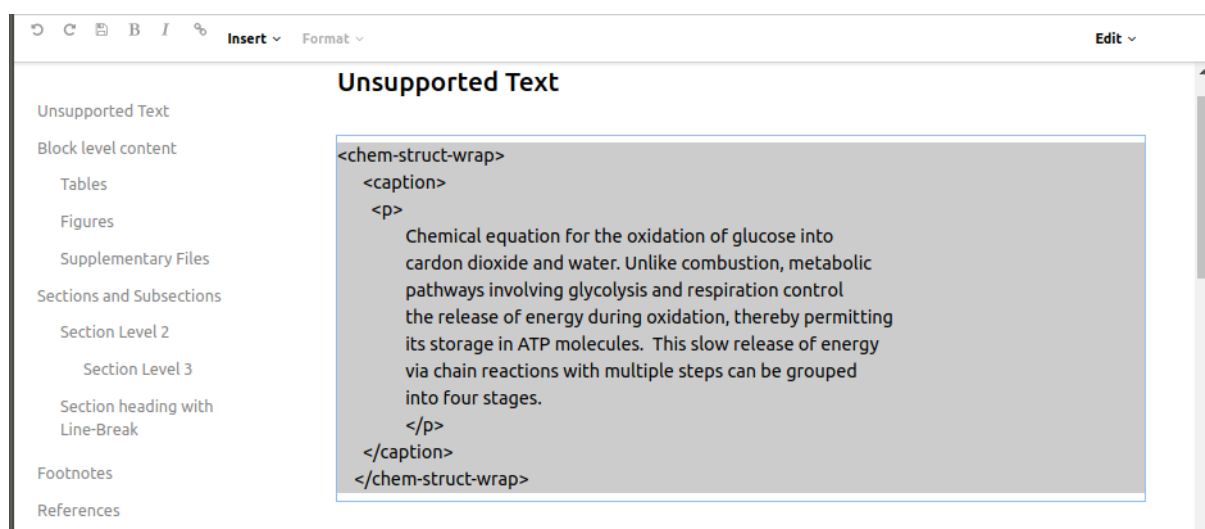 B I Insert Format Edit
Unsupported Text
Unsupported Text
Block level content
Tables
Figures
Supplementary Files
Sections and Subsections
Section Level 2
Section Level 3
Section heading with
Line-Break
Footnotes
References
<chem-struct-wrap>
<caption>
<p>
Chemical equation for the oxidation of glucose into
cardon dioxide and water. Unlike combustion, metabolic
pathways involving glycolysis and respiration control
the release of energy during oxidation, thereby permitting
its storage in ATP molecules.  This slow release of energy
via chain reactions with multiple steps can be grouped
into four stages.
</p>
</caption>
</chem-struct-wrap>